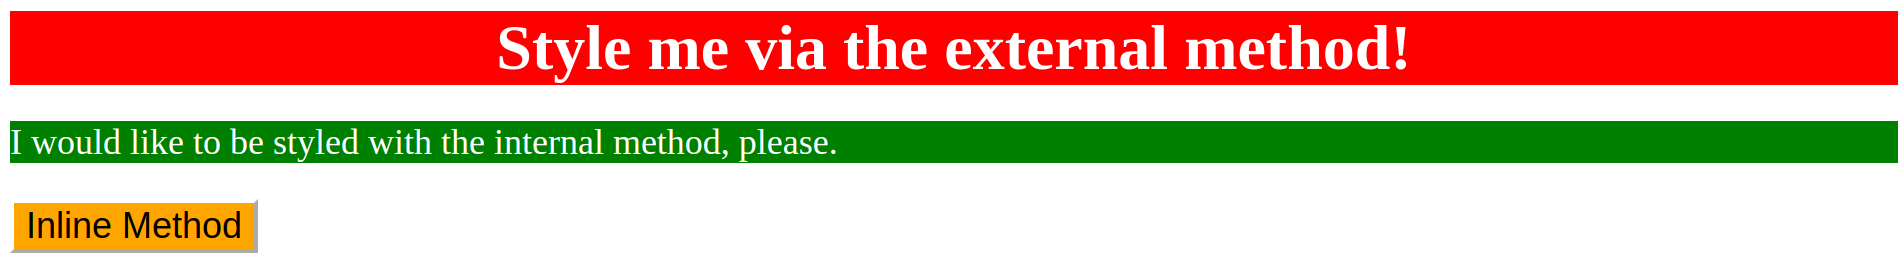 Style me via the external method!
I would like to be styled with the internal method, please.
Inline Method